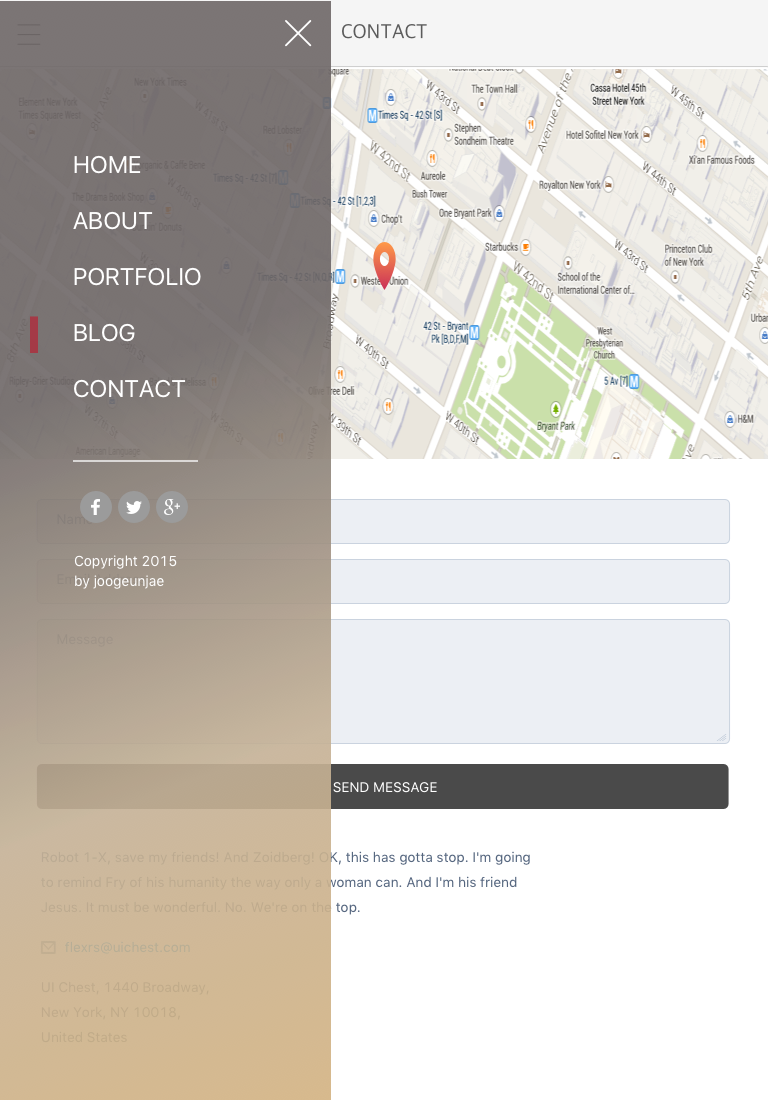 CONTACT
HOME
ABOUT
PORTFOLIO
BLOG
CONTACT
Copyright 2015
by joogeunjae
New York Times
Times Sq - 42 St [S]
The Town Hall
Cassa Hotel 45th
Street New York
W 43rd St
W 45th St
Avenue of the
Stephen
Sondheim Theatre
Hotel Sofitel New York
Xi'an Famous Foods
W 42nd St
Aureole
Royalton New York
W 44th St
Bush Tower
Times Sq - 42 St [1,2,3]
Chop't
One Bryant Park
Starbucks
W 43rd St
Princeton Club
of New York
Western Union
W 42nd St
School of the
International Center of...
5th Ave
42 St - Bryant
Pk [B,D,F,M]
West
Presbyterian
Church
Urban
W 40th St
5 Av [7]
Bryant Park
H&M
W 39th St
W 40th St
American Language
Name
Message
SEND MESSAGE
Robot 1-X, save my friends! And Zoidberg! OK, this has gotta stop. I'm going
to remind Fry of his humanity the way only a woman can. And I'm his friend
Jesus. It must be wonderful. No. We're on the top.
flexrs@uichest.com
UI Chest, 1440 Broadway,
New York, NY 10018,
United States